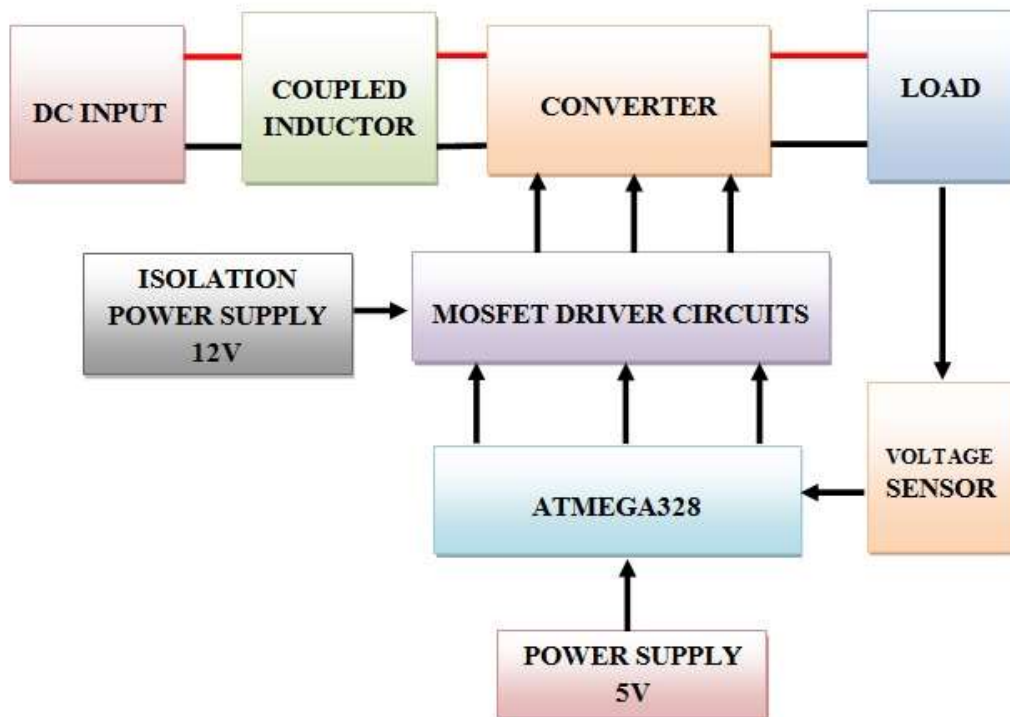 DC INPUT
COUPLED
INDUCTOR
CONVERTER
LOAD
ISOLATION
POWER SUPPLY
12V
MOSFET DRIVER CIRCUITS
VOLTAGE
SENSOR
ATMEGA328
POWER SUPPLY
5V